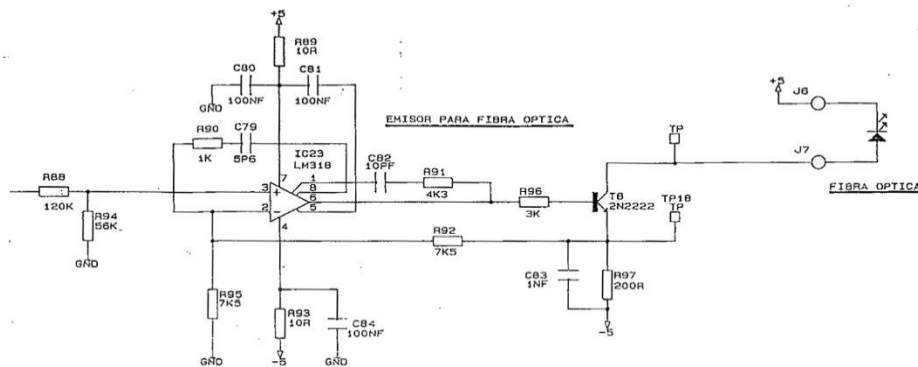 +5
R89
10R
C80
100NF
C81
100NF
GND
EMISOR PARA FIBRA OPTICA
R90
1K
C79
5P6
IC23
LM318
7
1
8
6
5
3
+
2
-
4
C82
10PF
R91
4K3
R96
3K
T8
2N2222
TP
TP18
TP
+5
J6
J7
FIBRA OPTICA
R88
120K
R94
56K
GND
R92
7K5
C83
1NF
R97
200R
-5
R95
7K5
GND
R93
10R
-5
C84
100NF
GND